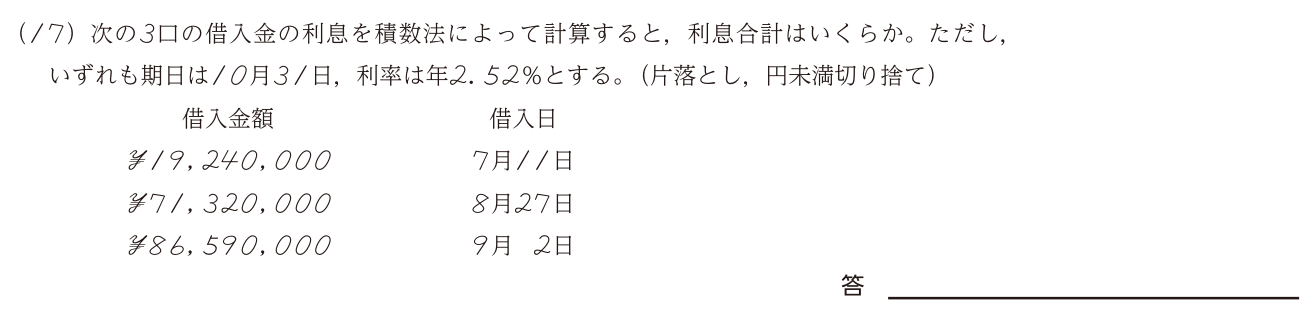 (17) 次の3口の借入金の利息を積数法によって計算すると，利息合計はいくらか。ただし，
いずれも期日は10月31日，利率は年2.52%とする。(片落とし，円未満切り捨て)
借入金額 借入日
¥19,240,000 7月11日
¥71,320,000 8月27日
¥86,590,000 9月 2日
答